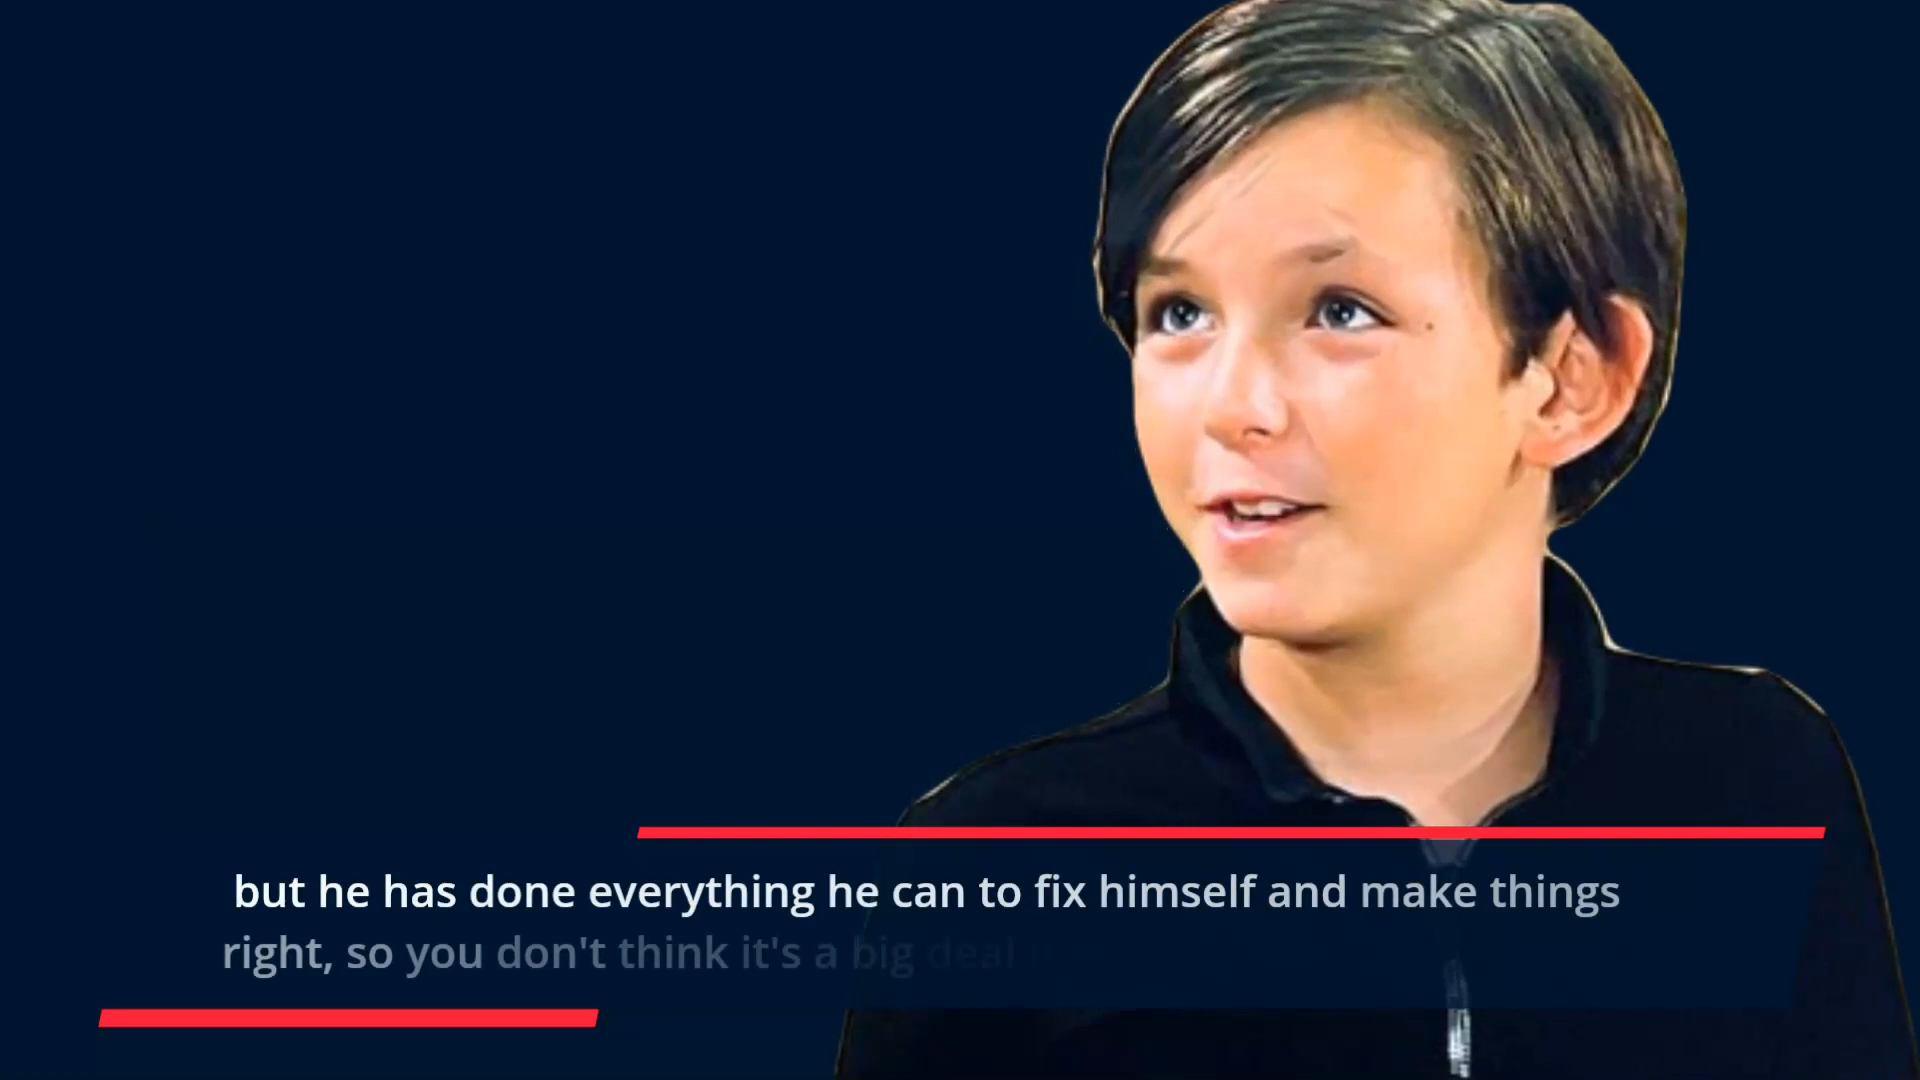 but he has done everything he can to fix himself and make things
right, so you don't think it's a big deal